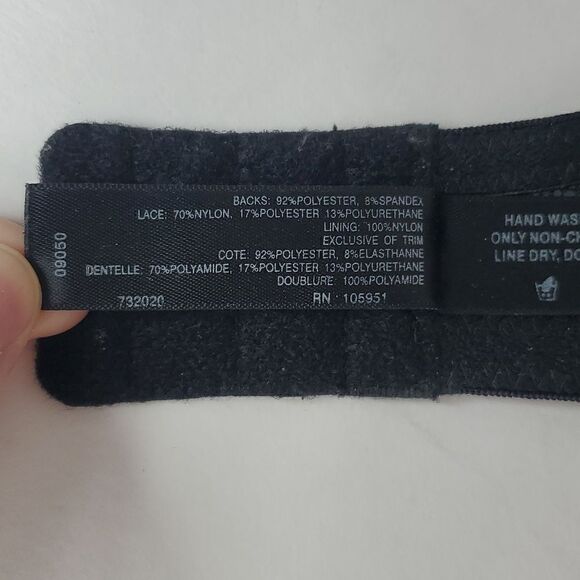 BACKS: 92%POLYESTER, 8%SPANDEX
LACE: 70%NYLON, 17%POLYESTER 13%POLYURETHANE
LINING: 100%NYLON
EXCLUSIVE OF TRIM
COTE: 92%POLYESTER, 8%ELASTHANNE
DENTELLE: 70%POLYAMIDE, 17%POLYESTER 13%POLYURETHANE
DOUBLURE: 100%POLYAMIDE
732020 RN : 105951
09050
HAND WAS
ONLY NON-CH
LINE DRY, DO